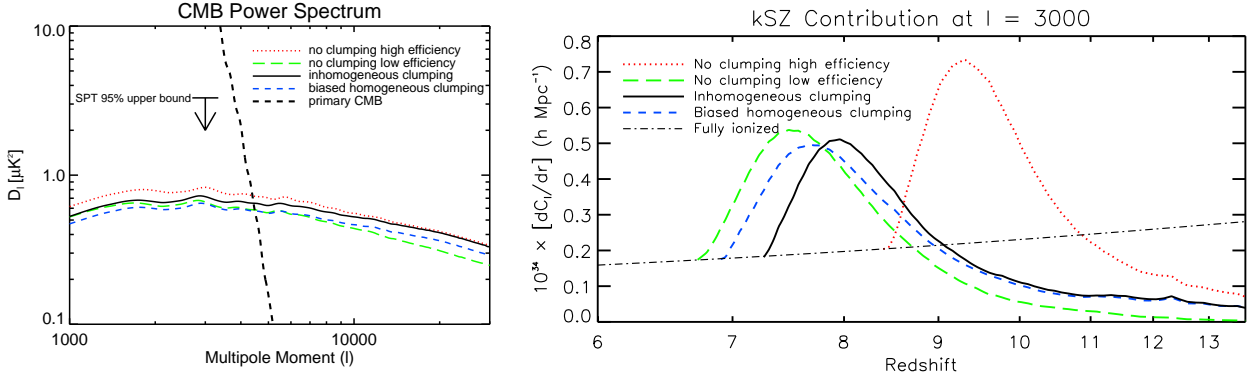 CMB Power Spectrum
10.0
1.0
0.1
D_l [μK²]
no clumping high efficiency
no clumping low efficiency
inhomogeneous clumping
biased homogeneous clumping
primary CMB
SPT 95% upper bound
1000
10000
Multipole Moment (l)
kSZ Contribution at l = 3000
0.8
0.7
0.6
0.5
0.4
0.3
0.2
0.1
0.0
10³⁴ × [dC_l/dr] (h Mpc⁻¹)
No clumping high efficiency
No clumping low efficiency
Inhomogeneous clumping
Biased homogeneous clumping
Fully ionized
6
7
8
9
10
11
12
13
Redshift